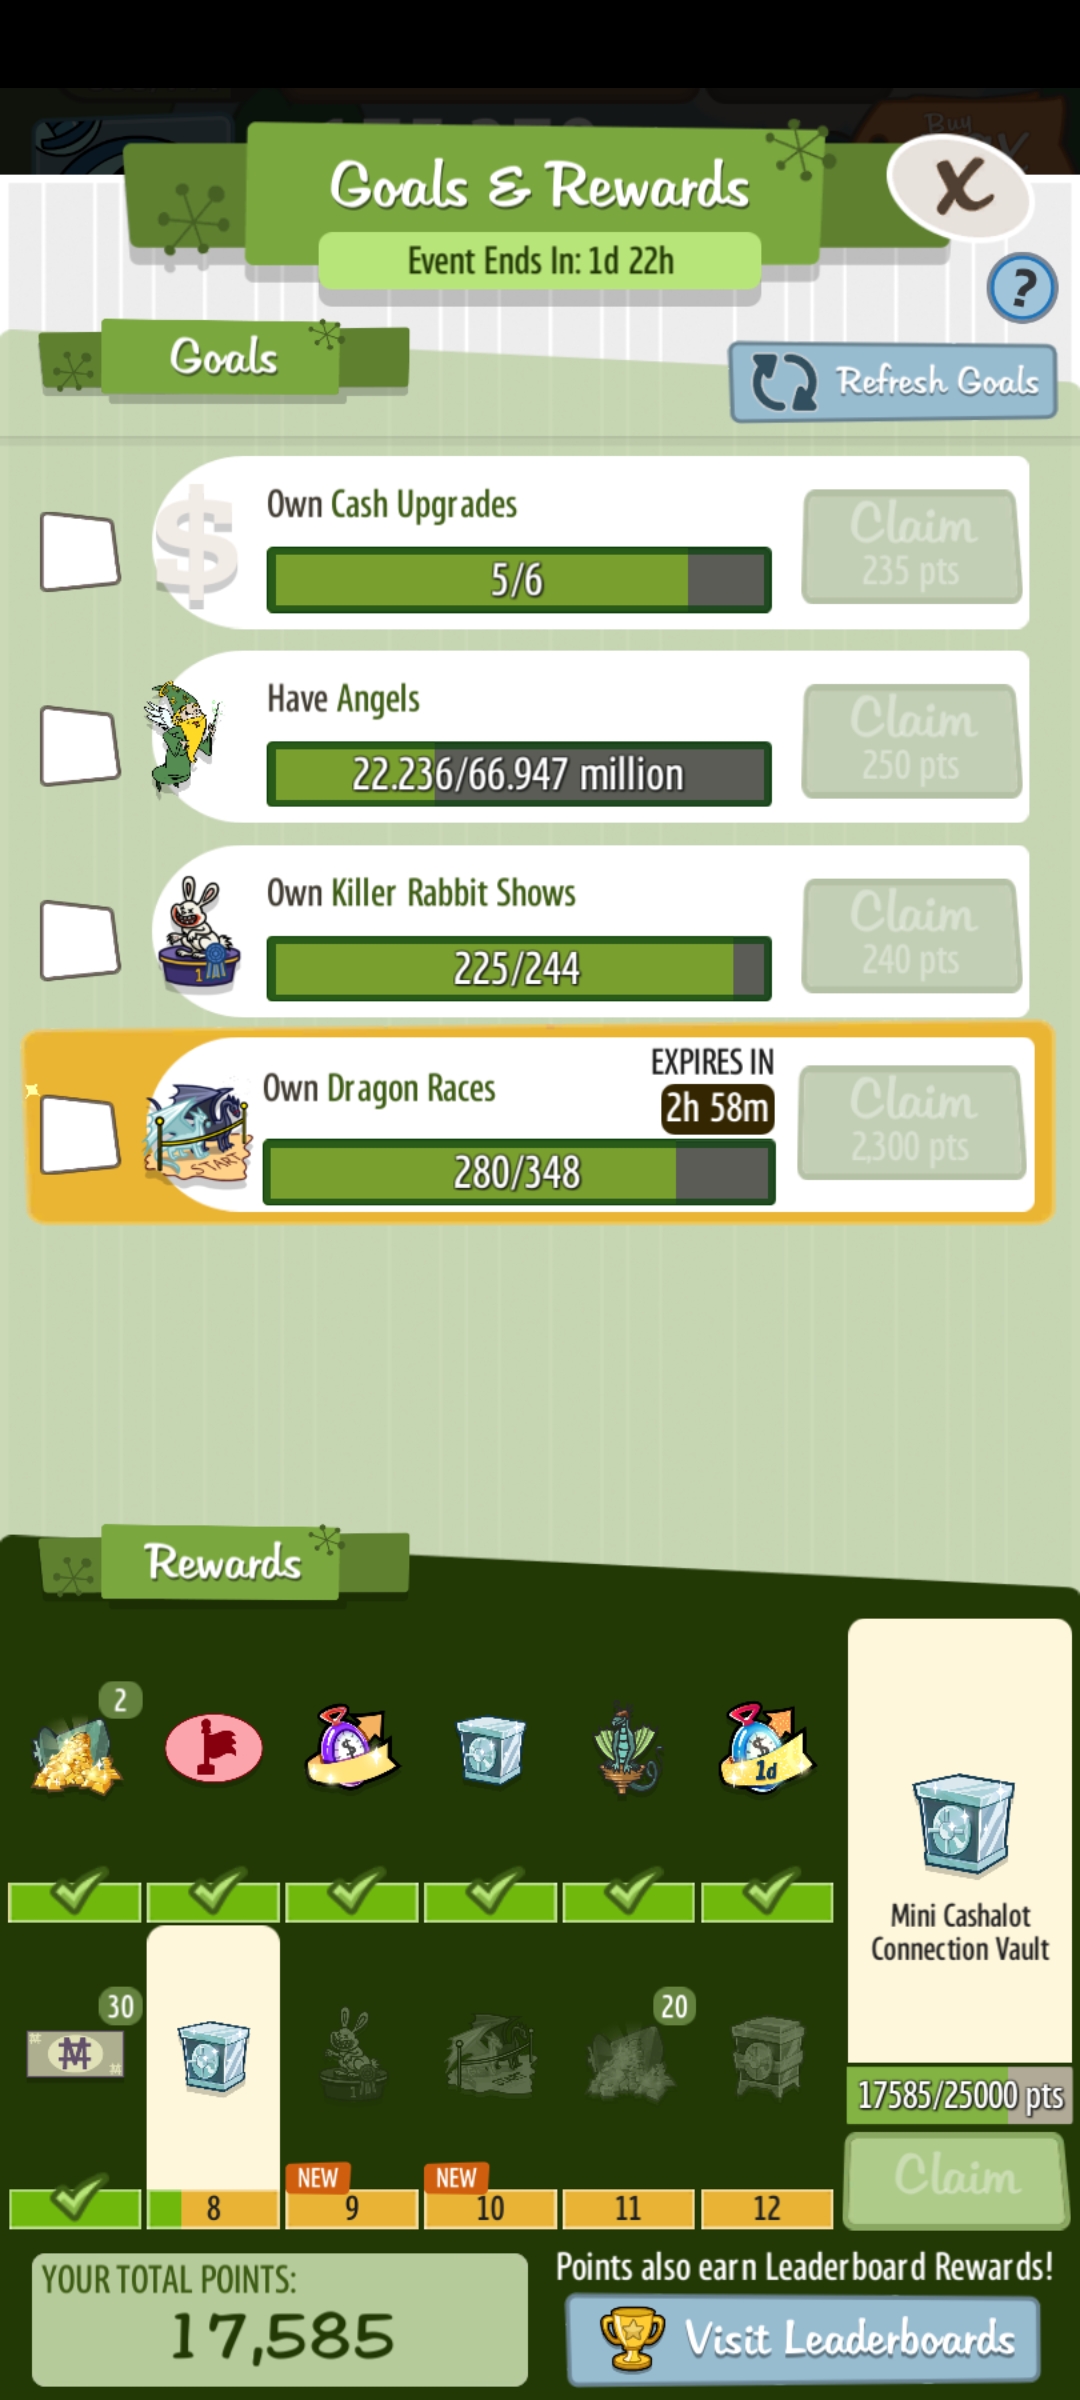 Buy
Goals & Rewards
X
Event Ends In: 1d 22h
?
Goals
Refresh Goals
Own Cash Upgrades
$
5/6
Claim
235 pts
Have Angels
22.236/66.947 million
Claim
250 pts
Own Killer Rabbit Shows
1
225/244
Claim
240 pts
Own Dragon Races
EXPIRES IN
2h 58m
START
280/348
Claim
2,300 pts
Rewards
2
$
$
1d
Mini Cashalot
Connection Vault
30
20
17585/25000 pts
Claim
NEW
NEW
8
9
10
11
12
YOUR TOTAL POINTS:
17,585
Points also earn Leaderboard Rewards!
Visit Leaderboards